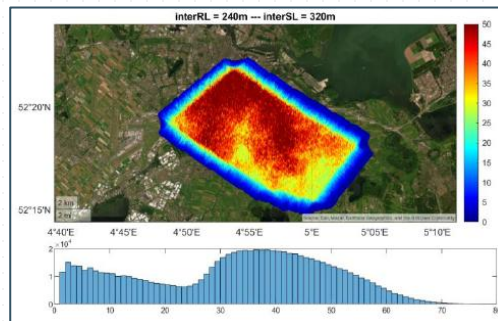 interRL = 240m --- interSL = 320m
50
45
40
35
30
25
20
15
10
5
0
52°20'N
52°15'N
2 km
2 mi
4°40'E 4°45'E 4°50'E 4°55'E 5°E 5°05'E 5°10'E
2 ×10⁴
1
0
0 10 20 30 40 50 60 70 80